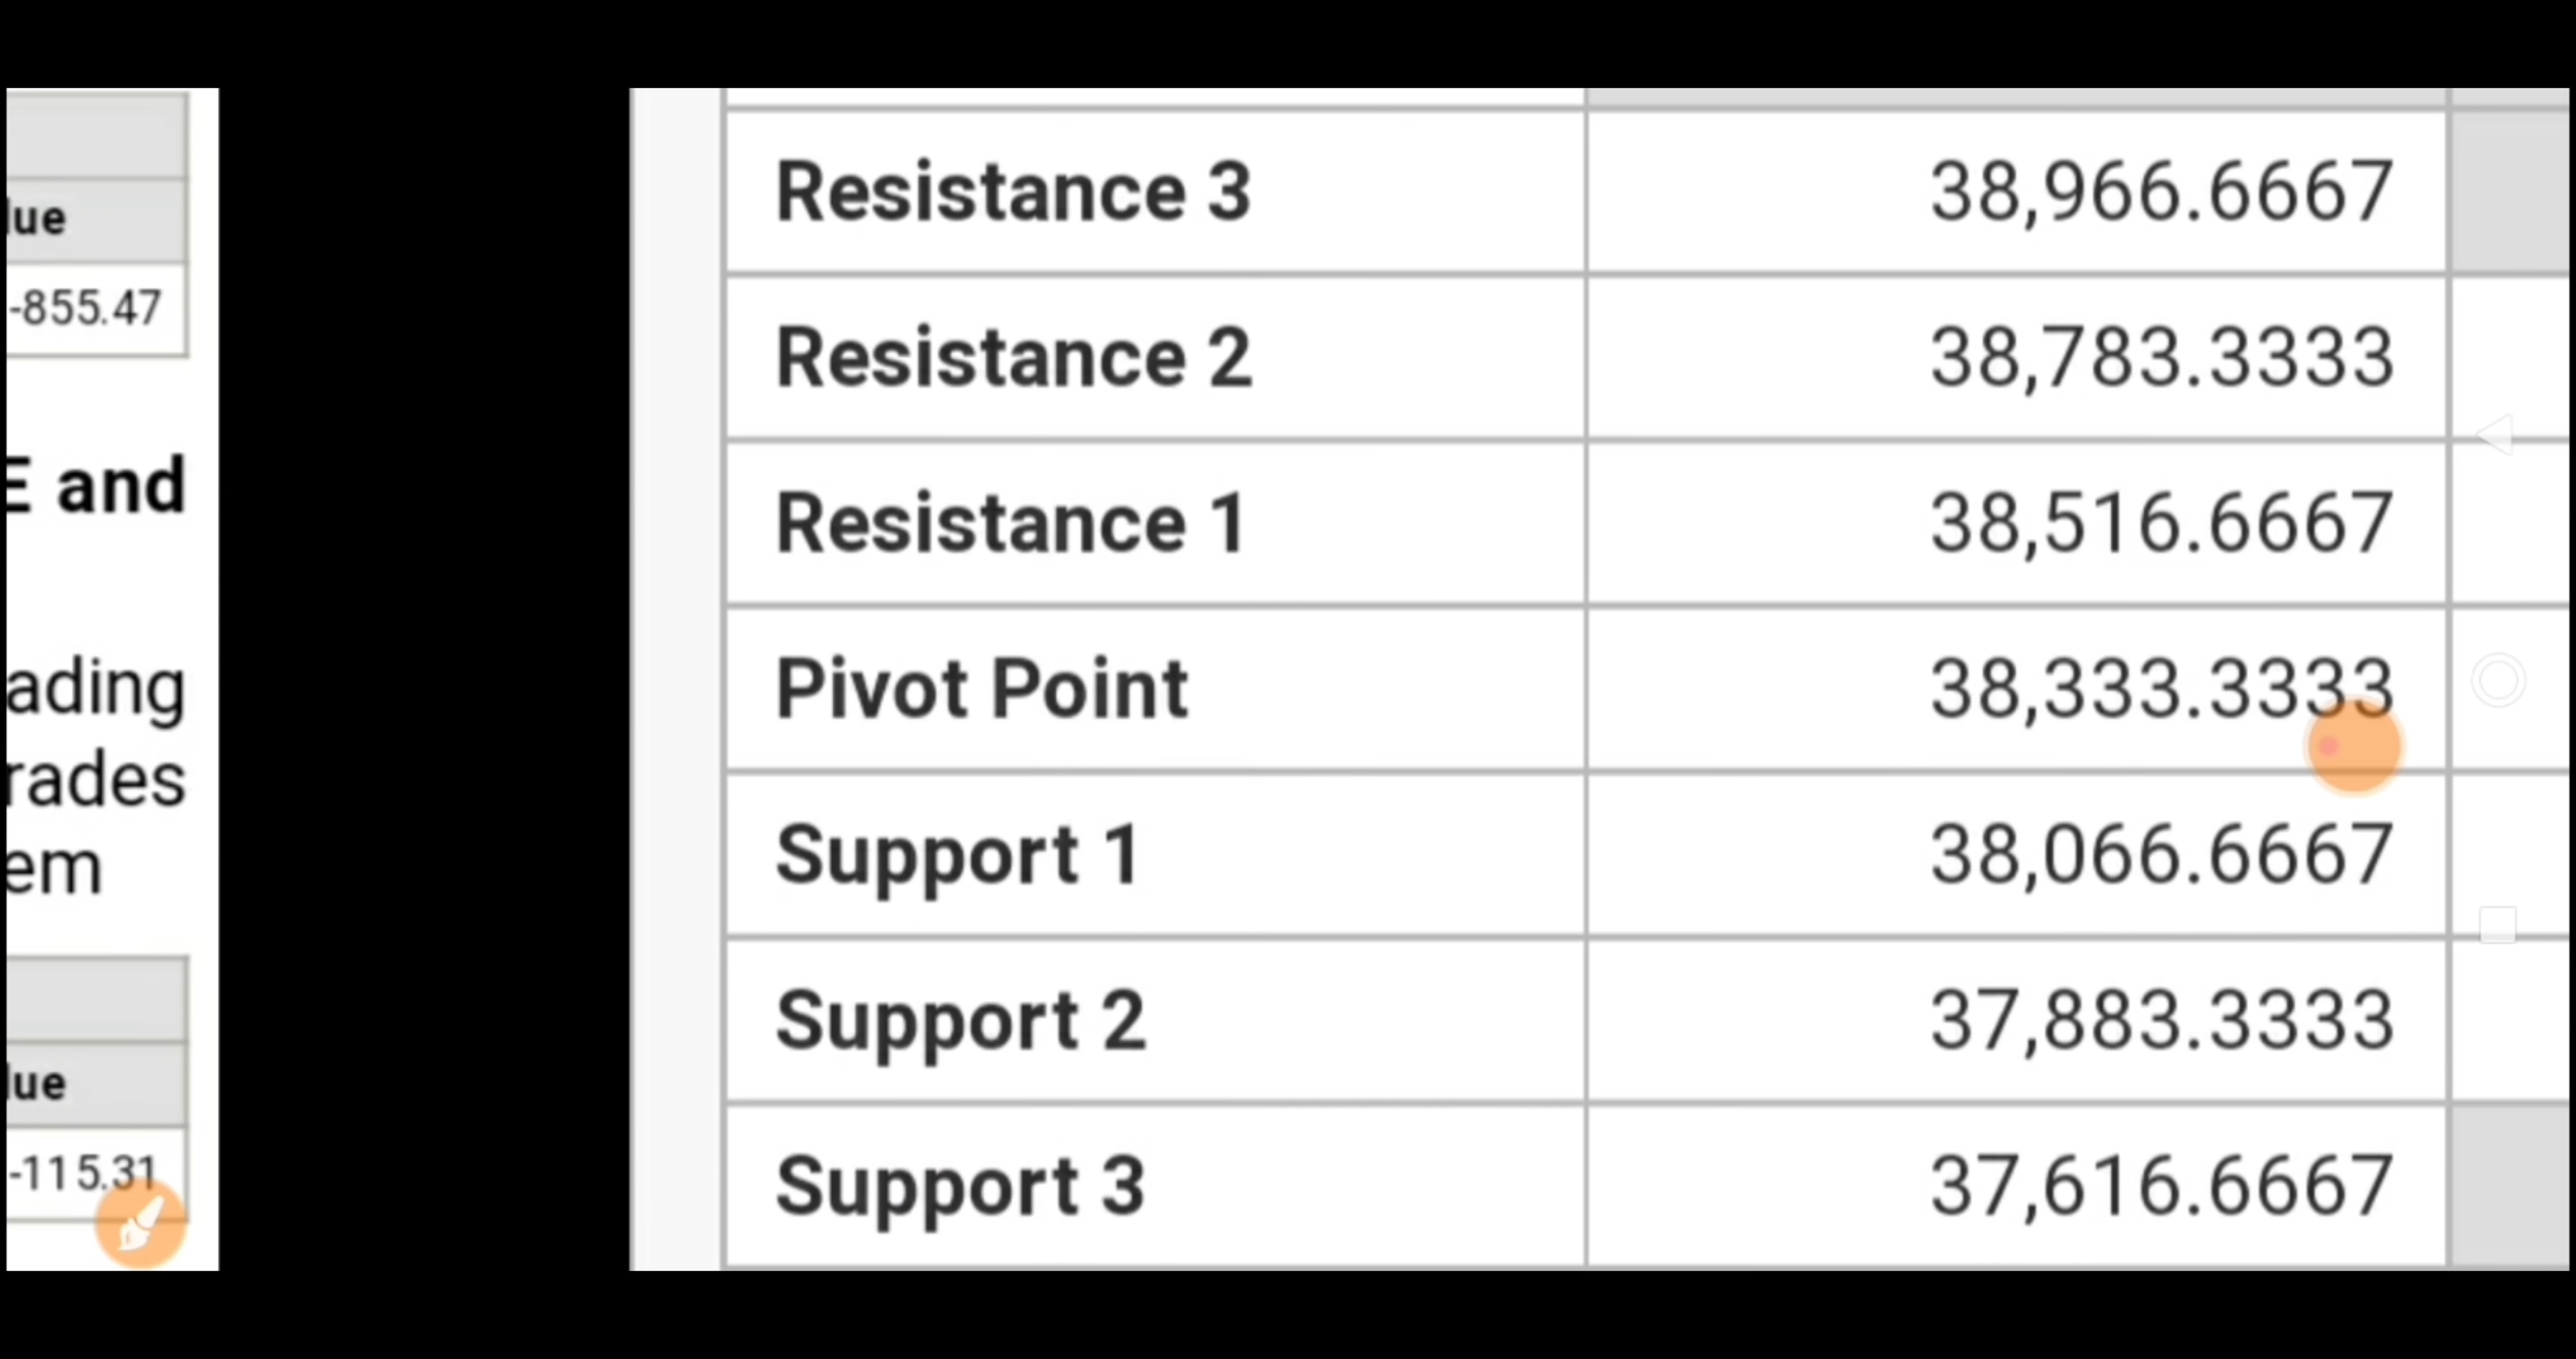 lue
-855.47
E and
ading
rades
em
lue
-115.31
Resistance 3 38,966.6667
Resistance 2 38,783.3333
Resistance 1 38,516.6667
Pivot Point 38,333.3333
Support 1 38,066.6667
Support 2 37,883.3333
Support 3 37,616.6667